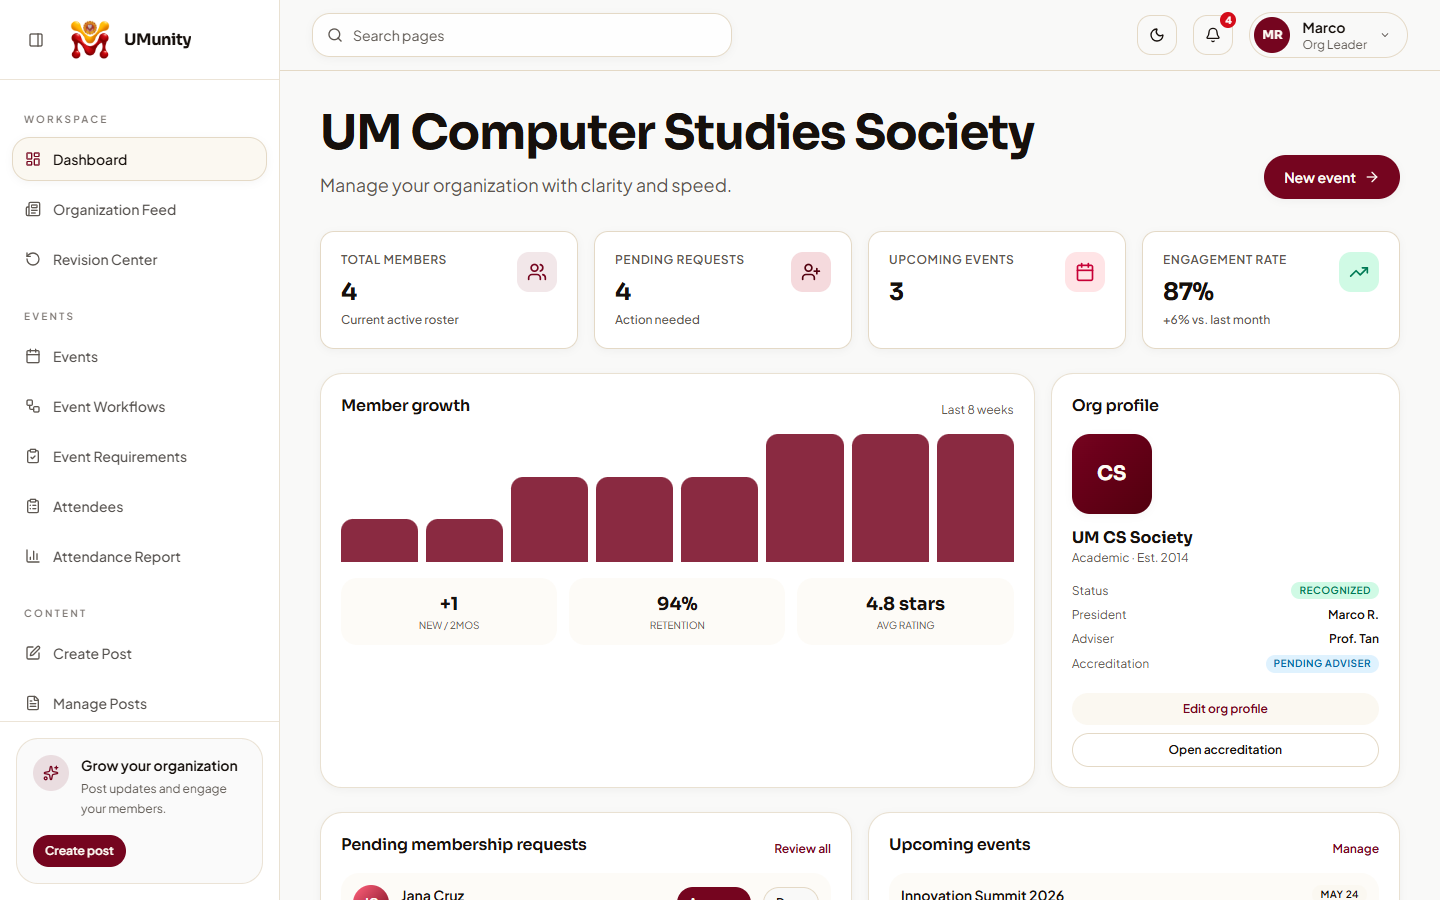 UMunity
Search pages
4
MR
Marco
Org Leader
WORKSPACE
Dashboard
Organization Feed
Revision Center
EVENTS
Events
Event Workflows
Event Requirements
Attendees
Attendance Report
CONTENT
Create Post
Manage Posts
Grow your organization
Post updates and engage
your members.
Create post
UM Computer Studies Society
Manage your organization with clarity and speed.
New event
TOTAL MEMBERS
4
Current active roster
PENDING REQUESTS
4
Action needed
UPCOMING EVENTS
3
ENGAGEMENT RATE
87%
+6% vs. last month
Member growth
Last 8 weeks
+1
NEW / 2MOS
94%
RETENTION
4.8 stars
AVG RATING
Org profile
CS
UM CS Society
Academic · Est. 2014
Status
RECOGNIZED
President
Marco R.
Adviser
Prof. Tan
Accreditation
PENDING ADVISER
Edit org profile
Open accreditation
Pending membership requests
Review all
Jana Cruz
Upcoming events
Manage
Innovation Summit 2026
MAY 24